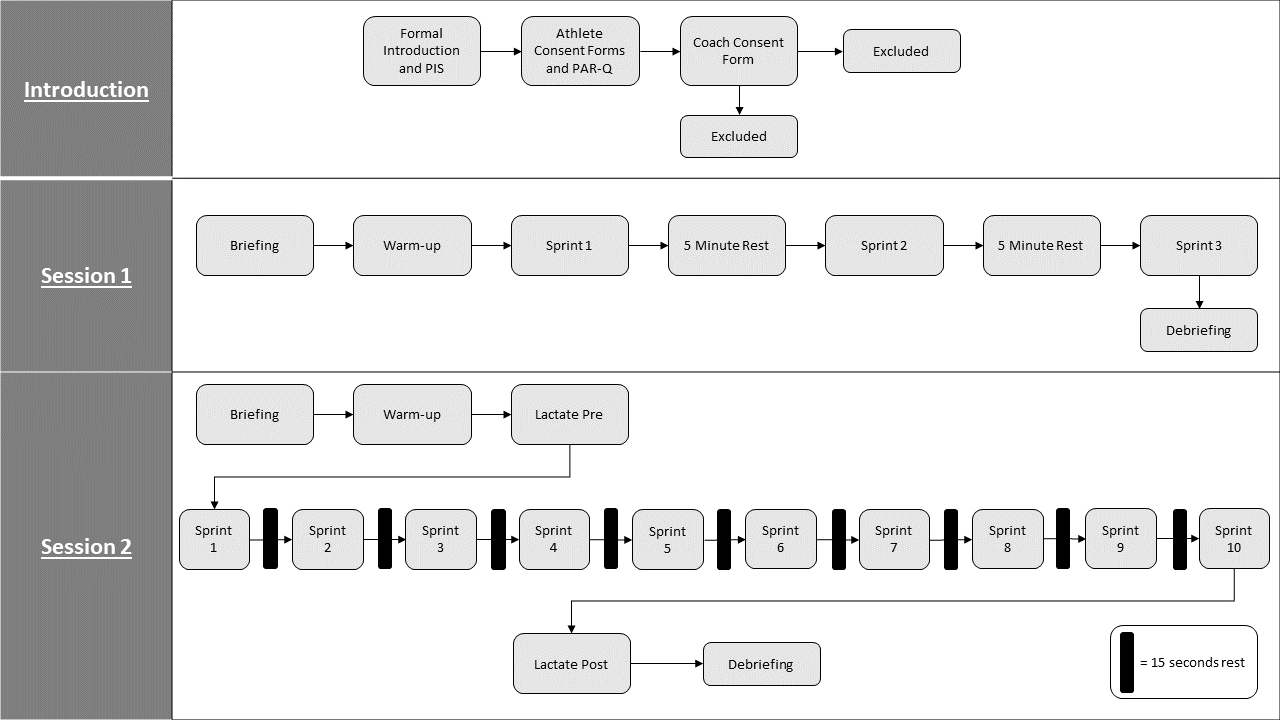 Introduction
Formal
Introduction
and PIS
Athlete
Consent Forms
and PAR-Q
Coach Consent
Form
Excluded
Excluded
Session 1
Briefing
Warm-up
Sprint 1
5 Minute Rest
Sprint 2
5 Minute Rest
Sprint 3
Debriefing
Session 2
Briefing
Warm-up
Lactate Pre
Sprint
1
Sprint
2
Sprint
3
Sprint
4
Sprint
5
Sprint
6
Sprint
7
Sprint
8
Sprint
9
Sprint
10
Lactate Post
Debriefing
= 15 seconds rest